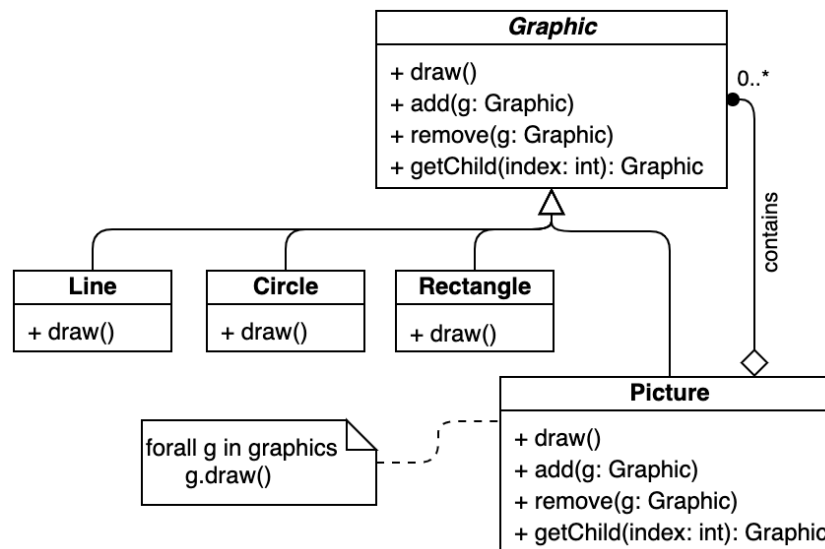 Graphic
+ draw()
+ add(g: Graphic)
+ remove(g: Graphic)
+ getChild(index: int): Graphic
0..*
contains
Line
+ draw()
Circle
+ draw()
Rectangle
+ draw()
Picture
+ draw()
+ add(g: Graphic)
+ remove(g: Graphic)
+ getChild(index: int): Graphic
forall g in graphics
g.draw()